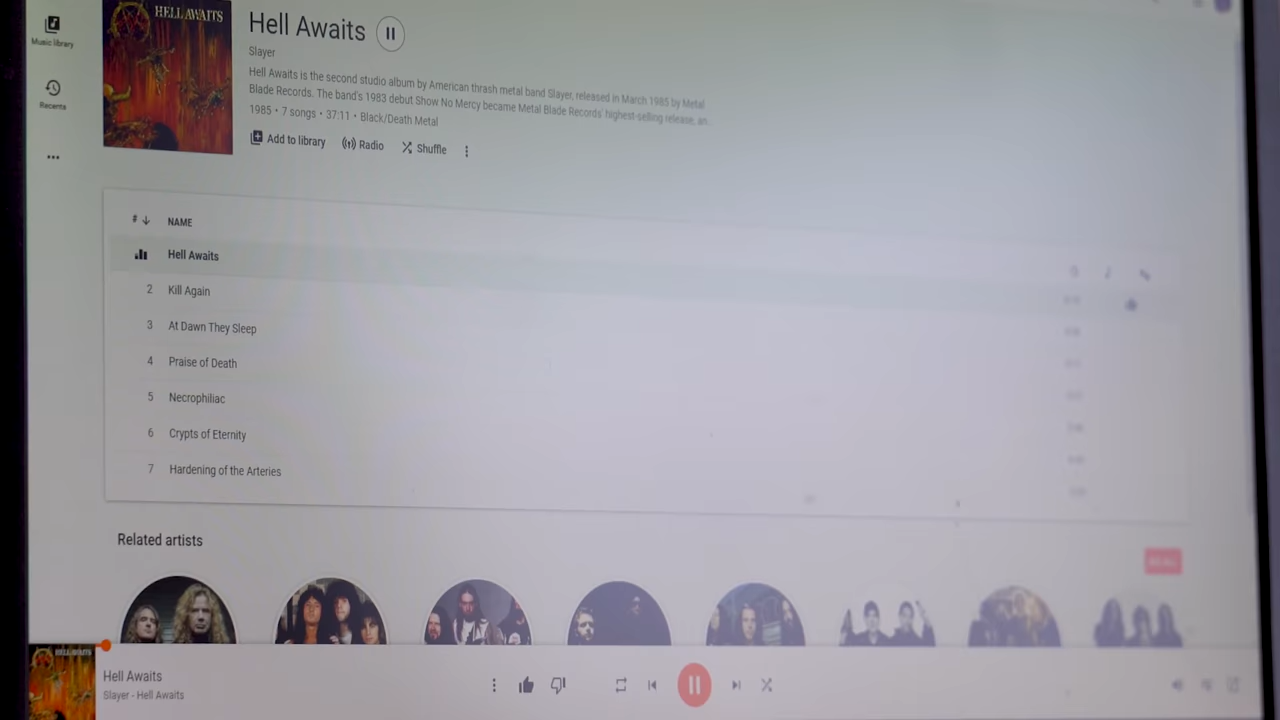 HELL AWAITS
Hell Awaits
Slayer
Hell Awaits is the second studio album by American thrash metal band Slayer, released in March 1985 by Metal
Blade Records. The band's 1983 debut Show No Mercy became Metal Blade Records' highest-selling release, an..
1985 • 7 songs • 37:11 • Black/Death Metal
Add to library Radio Shuffle
Music library
Recents
# NAME
Hell Awaits
2 Kill Again
3 At Dawn They Sleep
4 Praise of Death
5 Necrophiliac
6 Crypts of Eternity
7 Hardening of the Arteries
Related artists
HELL AWAITS
Hell Awaits
Slayer - Hell Awaits